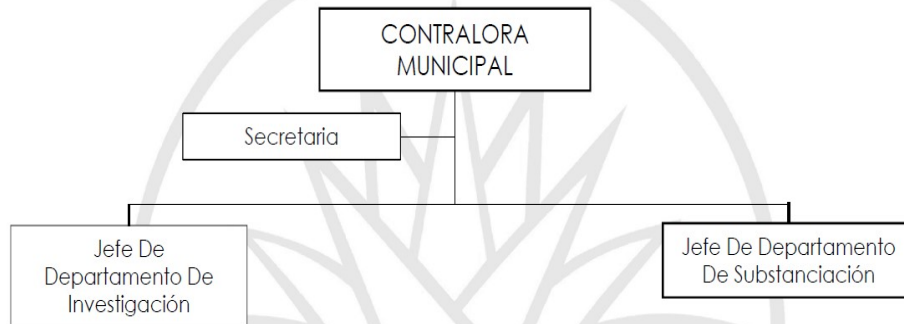 CONTRALORA
MUNICIPAL
Secretaria
Jefe De
Departamento De
Investigación
Jefe De Departamento
De Substanciación